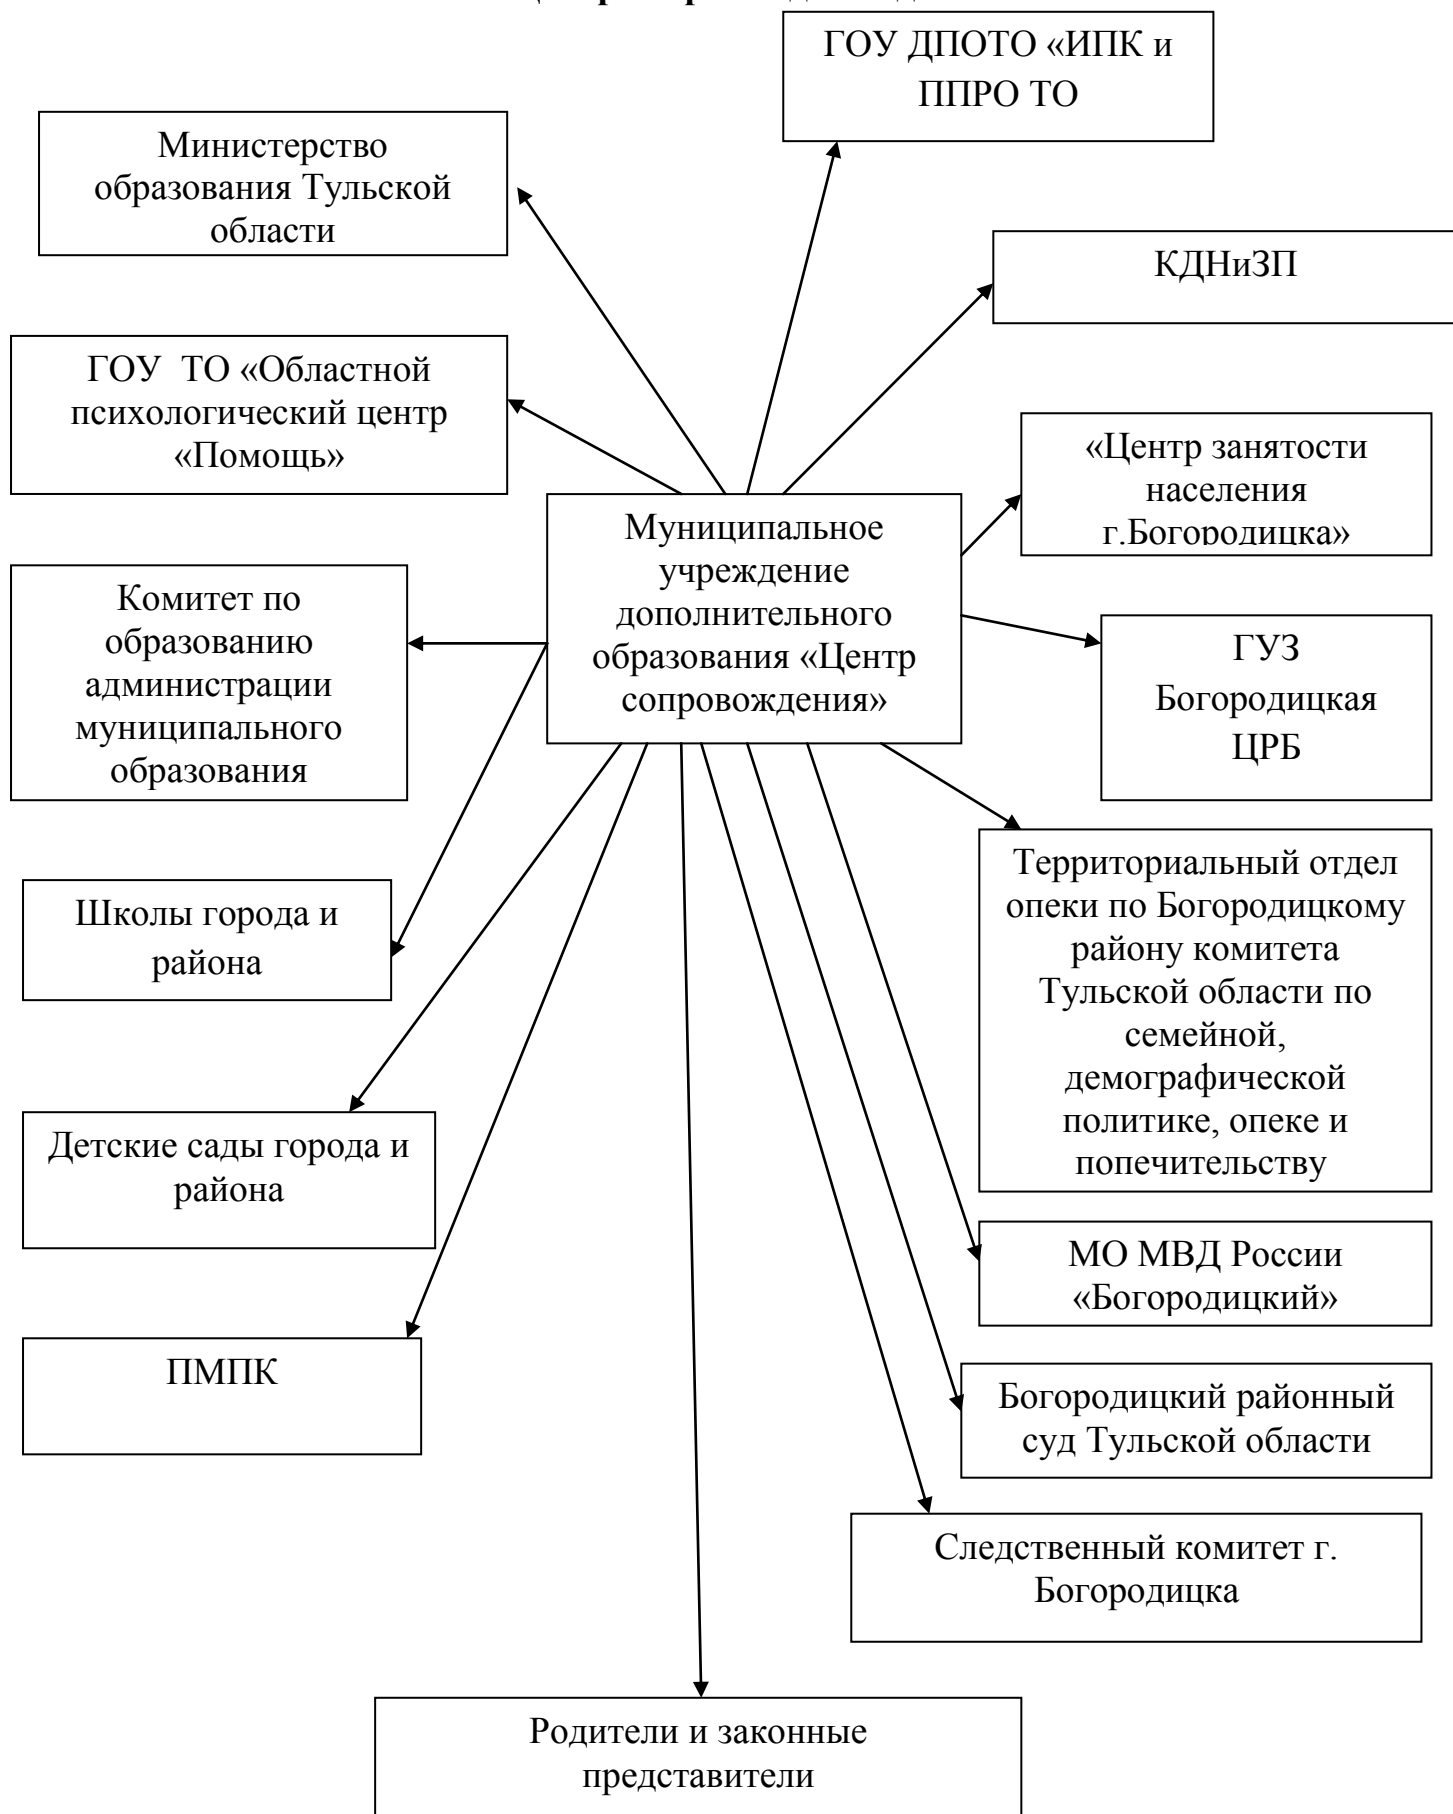 ГОУ ДПОТО «ИПК и
ППРО ТО
Министерство
образования Тульской
области
КДНиЗП
ГОУ  ТО «Областной
психологический центр
«Помощь»
«Центр занятости
населения
г.Богородицка»
Муниципальное
учреждение
дополнительного
образования «Центр
сопровождения»
Комитет по
образованию
администрации
муниципального
образования
ГУЗ
Богородицкая
ЦРБ
Территориальный отдел
опеки по Богородицкому
району комитета
Тульской области по
семейной,
демографической
политике, опеке и
попечительству
Школы города и
района
Детские сады города и
района
МО МВД России
«Богородицкий»
ПМПК
Богородицкий районный
суд Тульской области
Следственный комитет г.
Богородицка
Родители и законные
представители